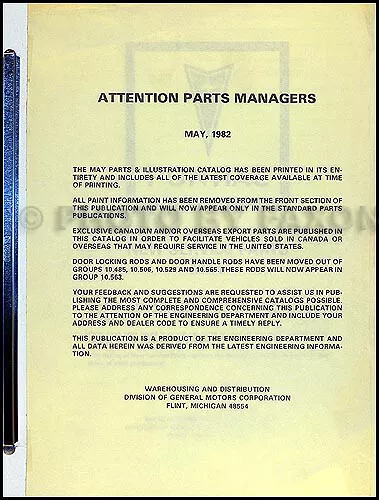 ATTENTION PARTS MANAGERS
MAY, 1982
THE MAY PARTS & ILLUSTRATION CATALOG HAS BEEN PRINTED IN ITS EN-
TIRETY AND INCLUDES ALL OF THE LATEST COVERAGE AVAILABLE AT TIME
OF PRINTING.
ALL PAINT INFORMATION HAS BEEN REMOVED FROM THE FRONT SECTION OF
THIS PUBLICATION AND WILL NOW APPEAR ONLY IN THE STANDARD PARTS
PUBLICATIONS.
EXCLUSIVE CANADIAN AND/OR OVERSEAS EXPORT PARTS ARE PUBLISHED IN
THIS CATALOG IN ORDER TO FACILITATE VEHICLES SOLD IN CANADA OR
OVERSEAS THAT MAY REQUIRE SERVICE IN THE UNITED STATES.
DOOR LOCKING RODS AND DOOR HANDLE RODS HAVE BEEN MOVED OUT OF
GROUPS 10.485, 10.506, 10.529 AND 10.565. THESE RODS WILL NOW APPEAR IN
GROUP 10.563.
YOUR FEEDBACK AND SUGGESTIONS ARE REQUESTED TO ASSIST US IN PUB-
LISHING THE MOST COMPLETE AND COMPREHENSIVE CATALOGS POSSIBLE.
PLEASE ADDRESS ANY CORRESPONDENCE CONCERNING THIS PUBLICATION
TO THE ATTENTION OF THE ENGINEERING DEPARTMENT AND INCLUDE YOUR
ADDRESS AND DEALER CODE TO ENSURE A TIMELY REPLY.
THIS PUBLICATION IS A PRODUCT OF THE ENGINEERING DEPARTMENT AND
ALL DATA HEREIN WAS DERIVED FROM THE LATEST ENGINEERING INFORMA-
TION.
WAREHOUSING AND DISTRIBUTION
DIVISION OF GENERAL MOTORS CORPORATION
FLINT, MICHIGAN 48554